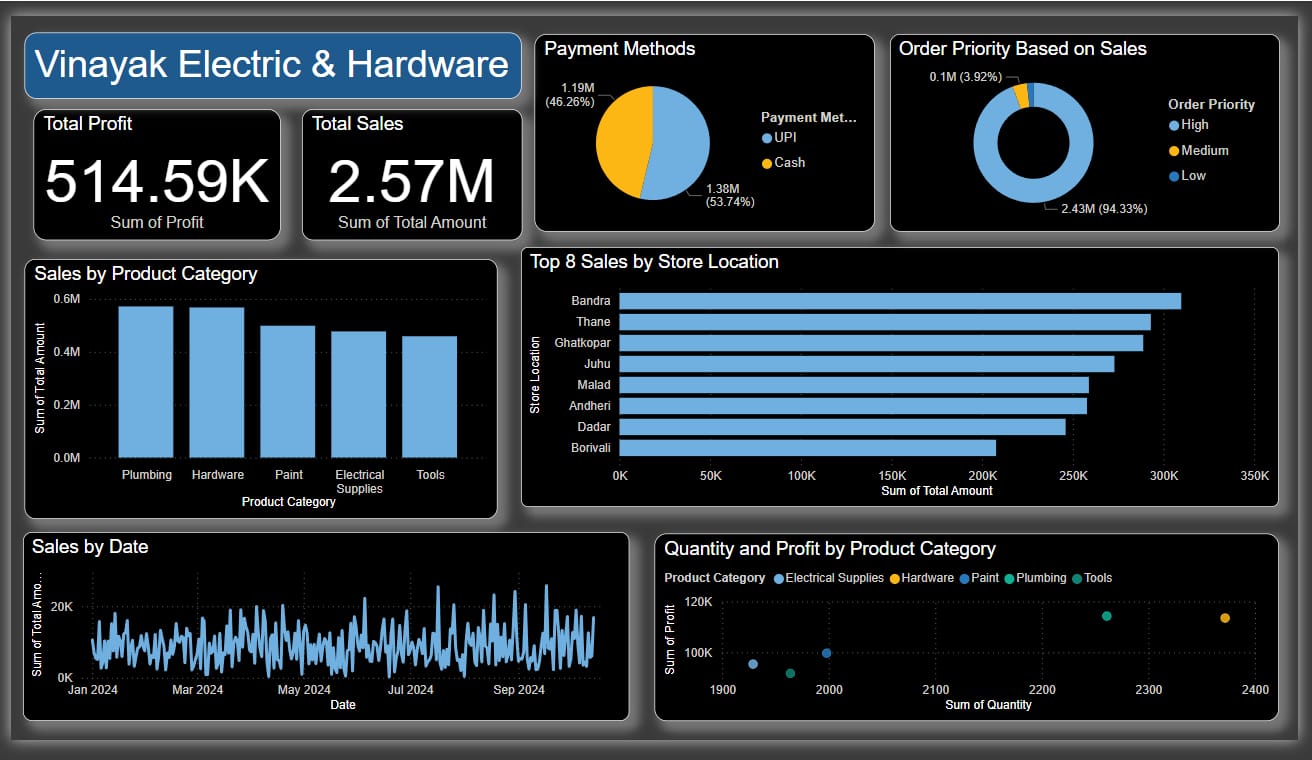 Vinayak Electric & Hardware
Total Profit
514.59K
Sum of Profit
Total Sales
2.57M
Sum of Total Amount
Payment Methods
1.19M
(46.26%)
1.38M
(53.74%)
Payment Met...
UPI
Cash
Order Priority Based on Sales
0.1M (3.92%)
2.43M (94.33%)
Order Priority
High
Medium
Low
Sales by Product Category
Sum of Total Amount
0.6M
0.4M
0.2M
0.0M
Plumbing
Hardware
Paint
Electrical
Supplies
Tools
Product Category
Top 8 Sales by Store Location
Store Location
Bandra
Thane
Ghatkopar
Juhu
Malad
Andheri
Dadar
Borivali
0K 50K 100K 150K 200K 250K 300K 350K
Sum of Total Amount
Sales by Date
Sum of Total Amo...
20K
0K
Jan 2024 Mar 2024 May 2024 Jul 2024 Sep 2024
Date
Quantity and Profit by Product Category
Product Category Electrical Supplies Hardware Paint Plumbing Tools
Sum of Profit
120K
100K
1900 2000 2100 2200 2300 2400
Sum of Quantity